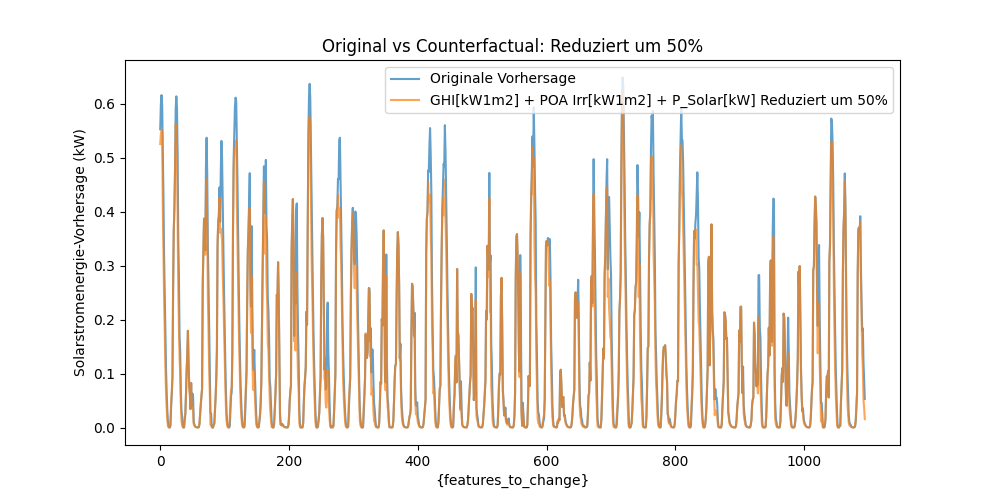 Original vs Counterfactual: Reduziert um 50%
Originale Vorhersage
GHI[kW1m2] + POA Irr[kW1m2] + P_Solar[kW] Reduziert um 50%
Solarstromenergie-Vorhersage (kW)
0.6
0.5
0.4
0.3
0.2
0.1
0.0
0 200 400 600 800 1000
{features_to_change}